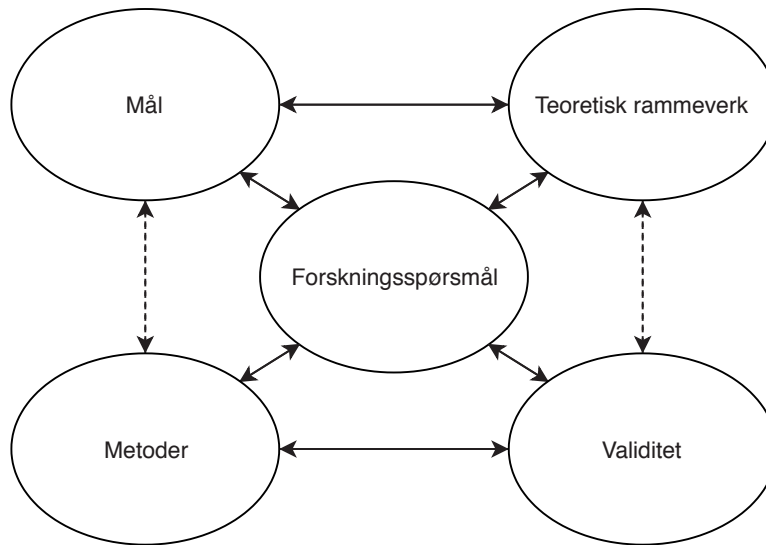 Mål
Teoretisk rammeverk
Forskningsspørsmål
Metoder
Validitet